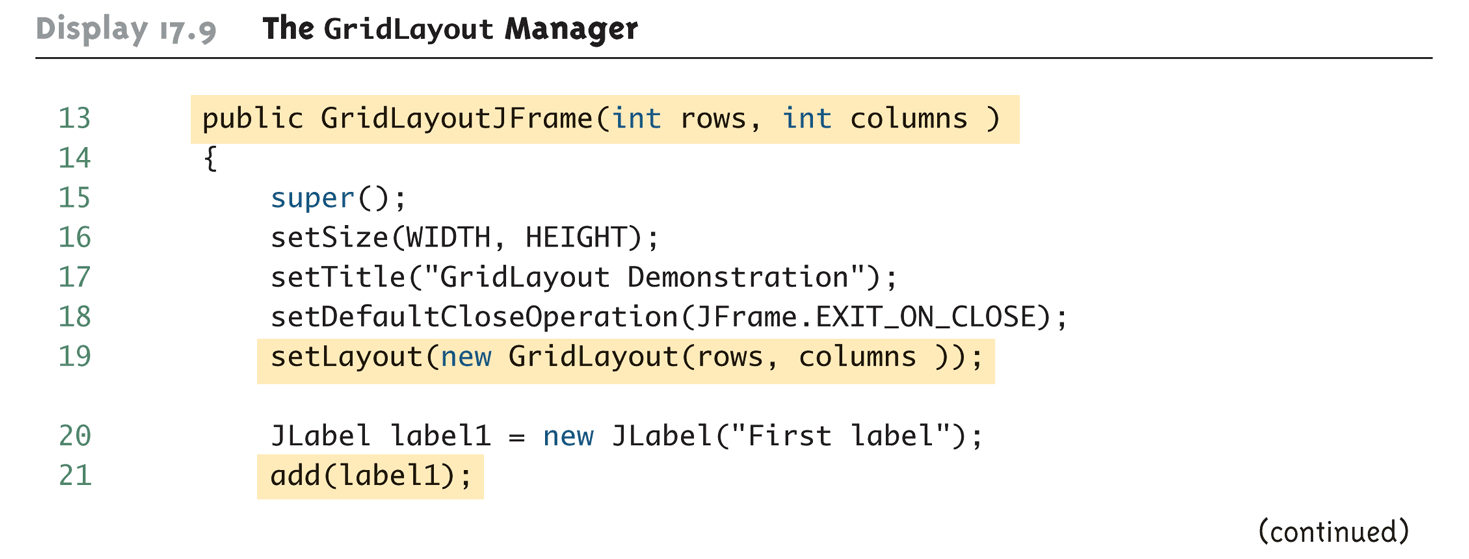 Display 17.9 The GridLayout Manager
13 public GridLayoutJFrame(int rows, int columns )
14 {
15 super();
16 setSize(WIDTH, HEIGHT);
17 setTitle("GridLayout Demonstration");
18 setDefaultCloseOperation(JFrame.EXIT_ON_CLOSE);
19 setLayout(new GridLayout(rows, columns ));
20 JLabel label1 = new JLabel("First label");
21 add(label1);
(continued)